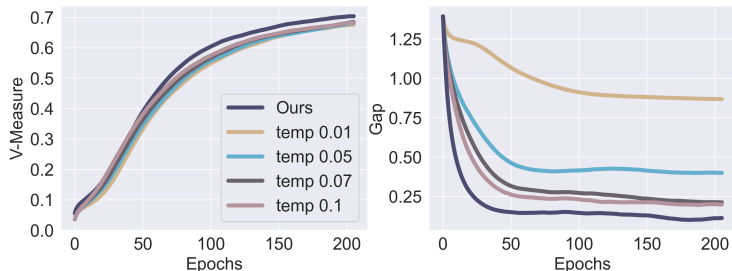 V-Measure
0.7
0.6
0.5
0.4
0.3
0.2
0.1
0.0
0 50 100 150 200
Epochs
Ours
temp 0.01
temp 0.05
temp 0.07
temp 0.1
Gap
1.25
1.00
0.75
0.50
0.25
0 50 100 150 200
Epochs